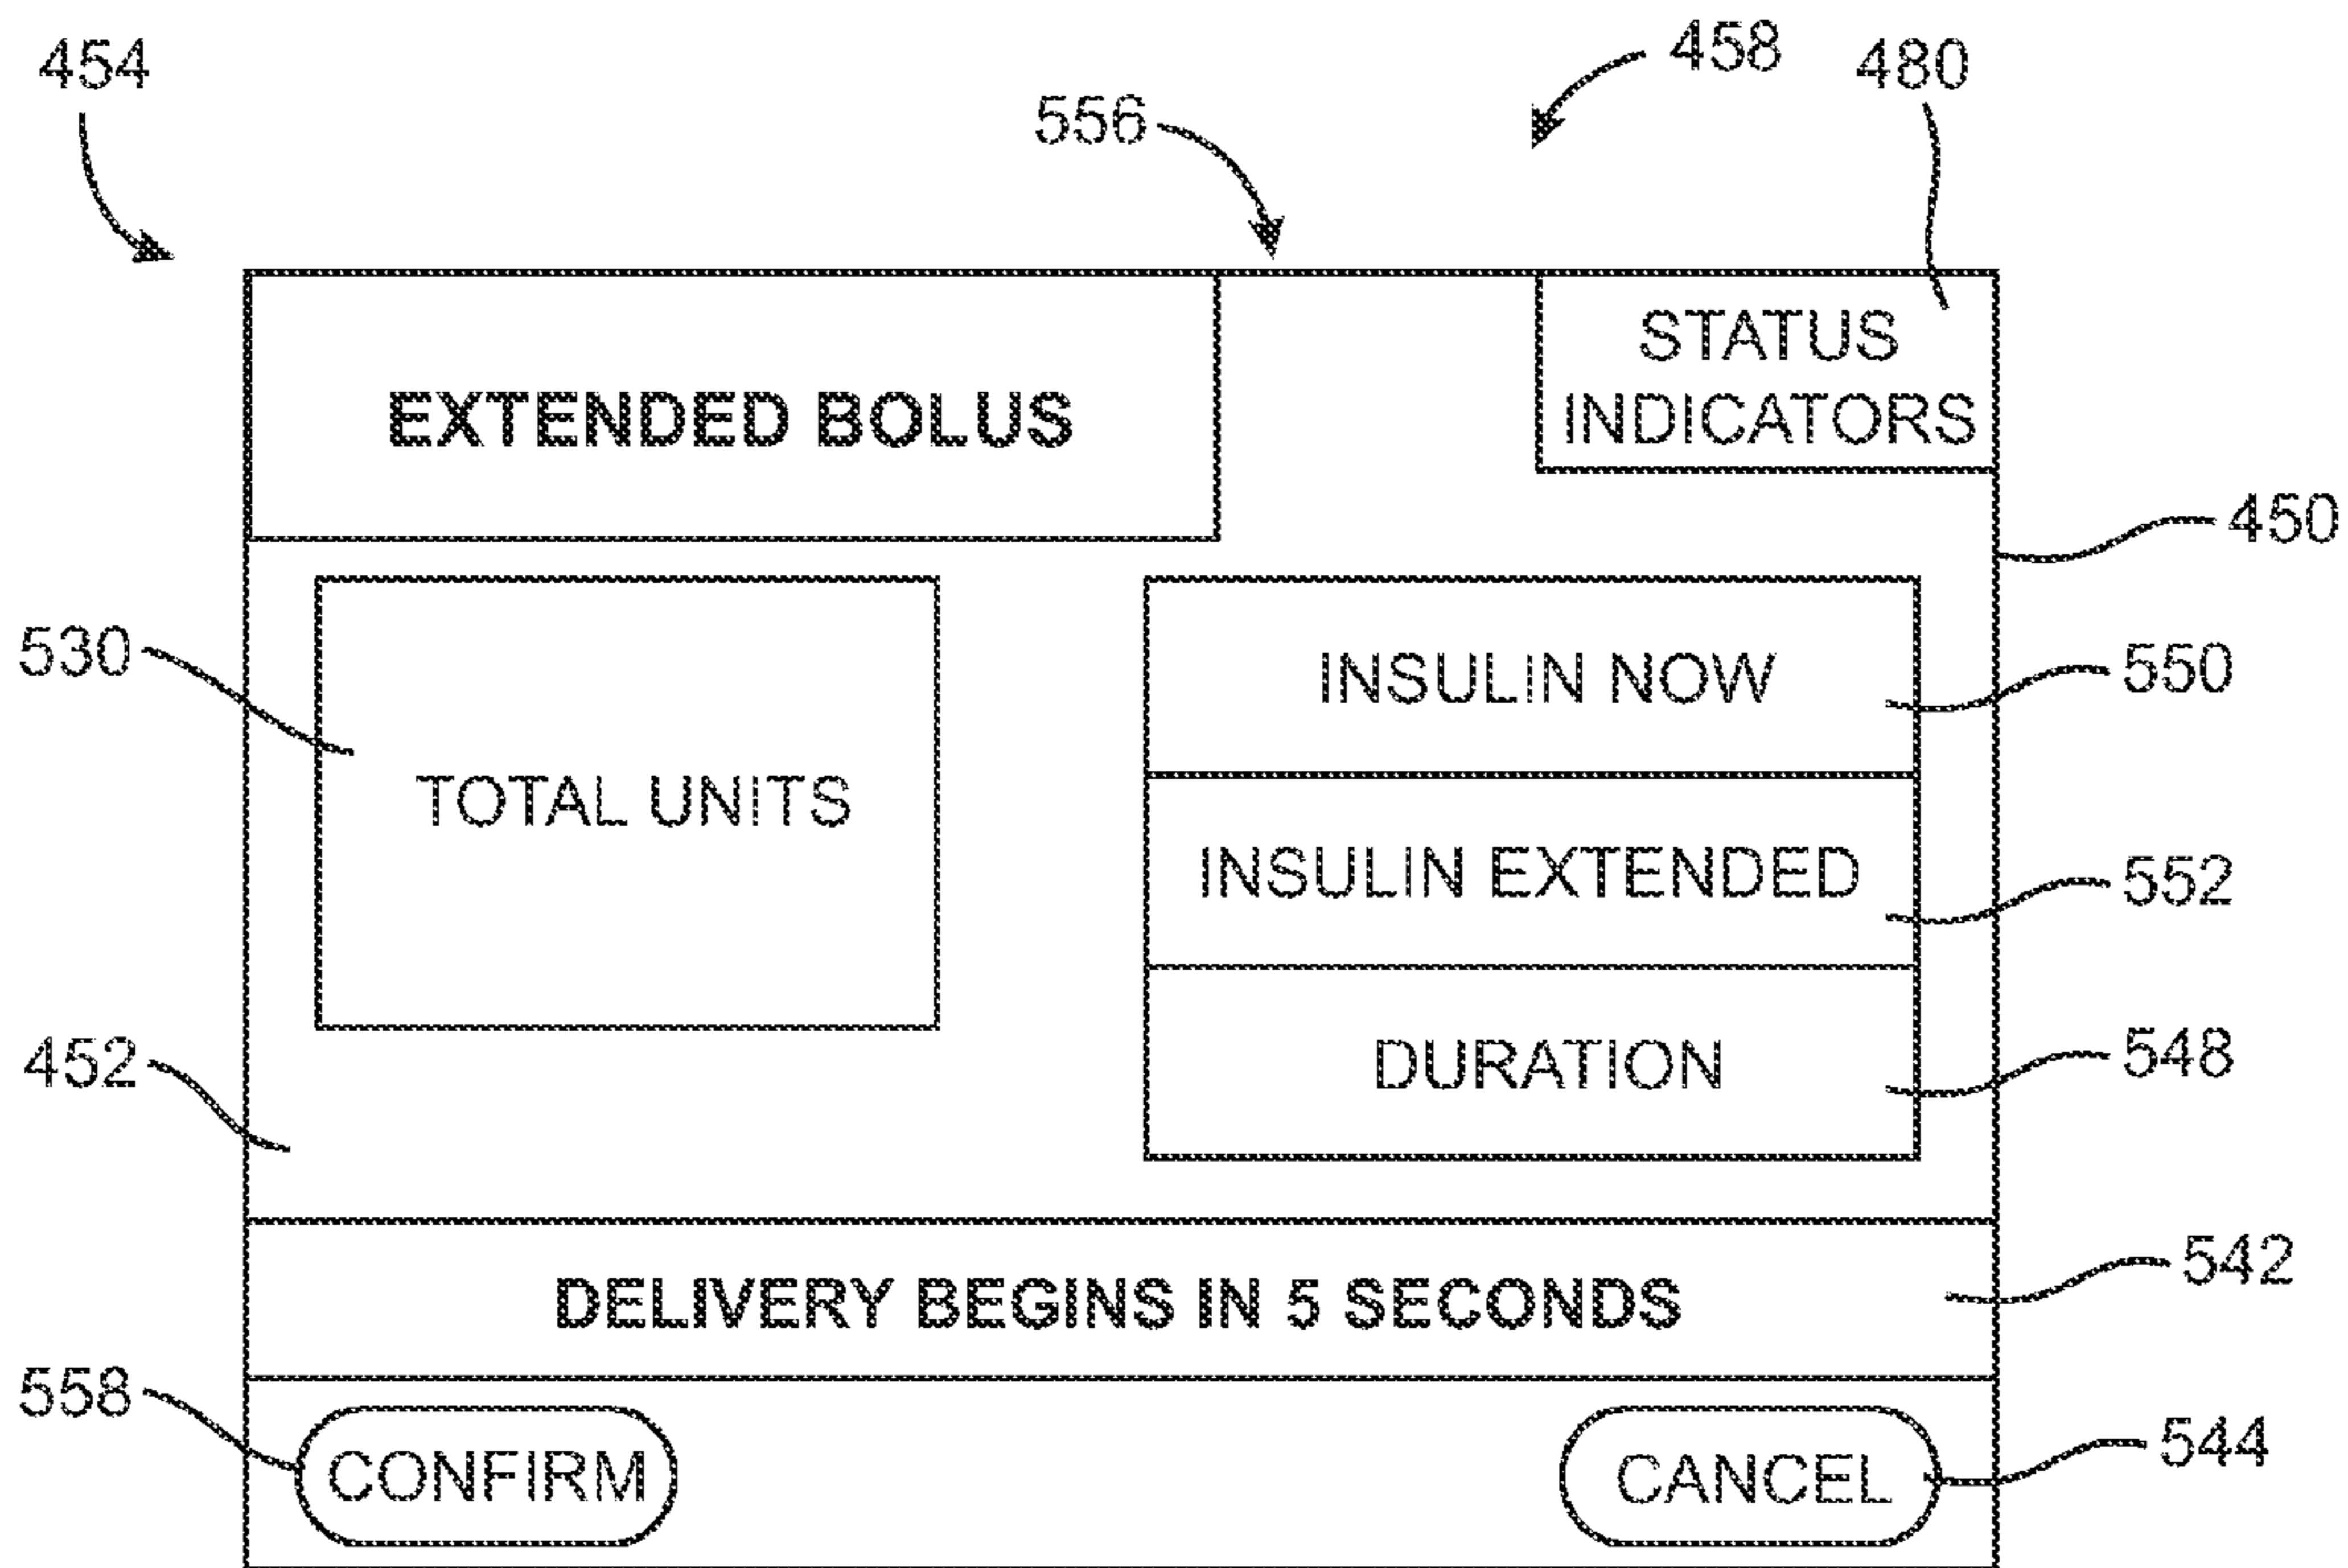 458
480
454
556
STATUS
INDICATORS
EXTENDED BOLUS
450
530
INSULIN NOW
550
TOTAL UNITS
INSULIN EXTENDED
552
452
DURATION
548
DELIVERY BEGINS IN 5 SECONDS
542
558
CONFIRM
CANCEL
544